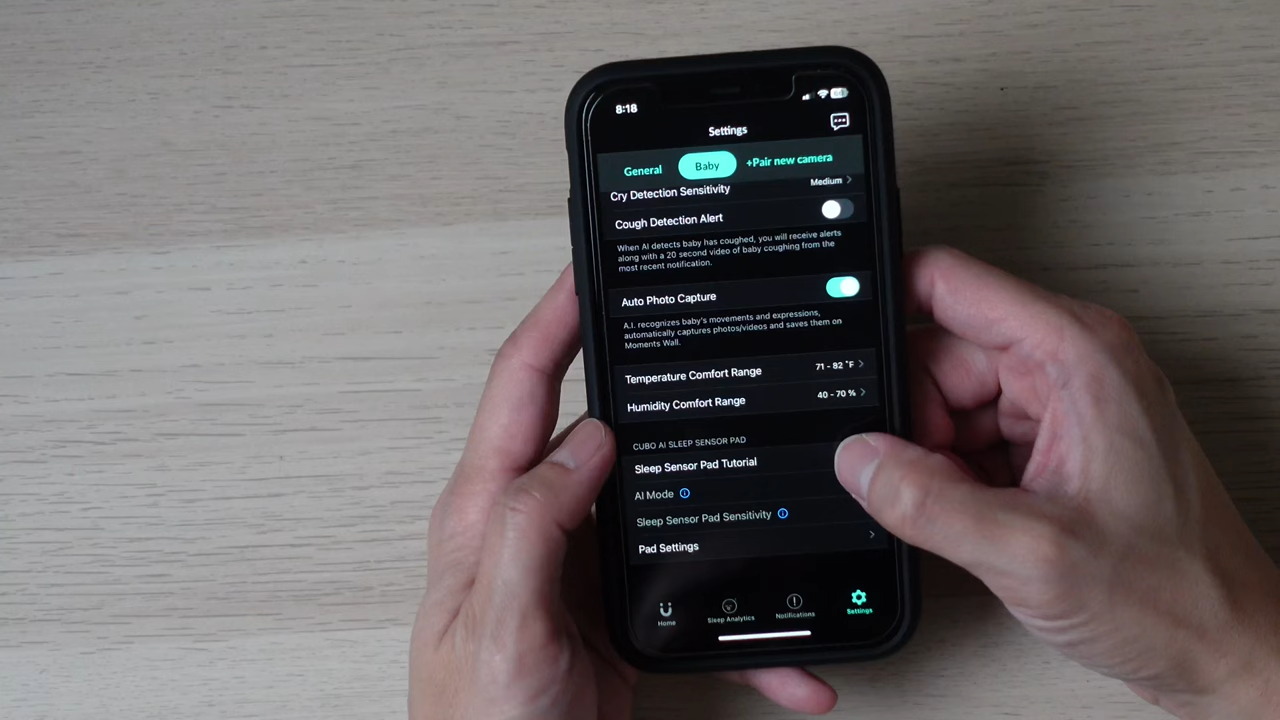 8:18
Settings
General Baby +Pair new camera
Cry Detection Sensitivity Medium
Cough Detection Alert
When AI detects baby has coughed, you will receive alerts
along with a 20 second video of baby coughing from the
most recent notification.
Auto Photo Capture
A.I. recognizes baby's movements and expressions,
automatically captures photos/videos and saves them on
Moments Wall.
Temperature Comfort Range 71 - 82 °F
Humidity Comfort Range 40 - 70 %
CUBO AI SLEEP SENSOR PAD
Sleep Sensor Pad Tutorial
AI Mode
Sleep Sensor Pad Sensitivity
Pad Settings
Home Sleep Analytics Notifications Settings